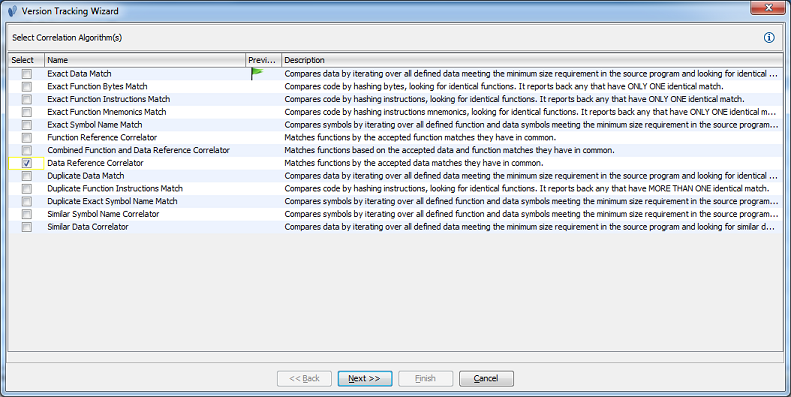 Version Tracking Wizard
Select Correlation Algorithm(s)
Select Name Previ... Description
Exact Data Match Compares data by iterating over all defined data meeting the minimum size requirement in the source program and looking for identical ...
Exact Function Bytes Match Compares code by hashing bytes, looking for identical functions. It reports back any that have ONLY ONE identical match.
Exact Function Instructions Match Compares code by hashing instructions, looking for identical functions. It reports back any that have ONLY ONE identical match.
Exact Function Mnemonics Match Compares code by hashing instructions mnemonics, looking for identical functions. It reports back any that have ONLY ONE identical m...
Exact Symbol Name Match Compares symbols by iterating over all defined function and data symbols meeting the minimum size requirement in the source program...
Function Reference Correlator Matches functions by the accepted function matches they have in common.
Combined Function and Data Reference Correlator Matches functions based on the accepted data and function matches they have in common.
Data Reference Correlator Matches functions by the accepted data matches they have in common.
Duplicate Data Match Compares data by iterating over all defined data meeting the minimum size requirement in the source program and looking for identical ...
Duplicate Function Instructions Match Compares code by hashing instructions, looking for identical functions. It reports back any that have MORE THAN ONE identical match.
Duplicate Exact Symbol Name Match Compares symbols by iterating over all defined function and data symbols meeting the minimum size requirement in the source program...
Similar Symbol Name Correlator Compares symbols by iterating over all defined function and data symbols meeting the minimum size requirement in the source program...
Similar Data Correlator Compares data by iterating over all defined data meeting the minimum size requirement in the source program and looking for similar d...
<< Back Next >> Finish Cancel